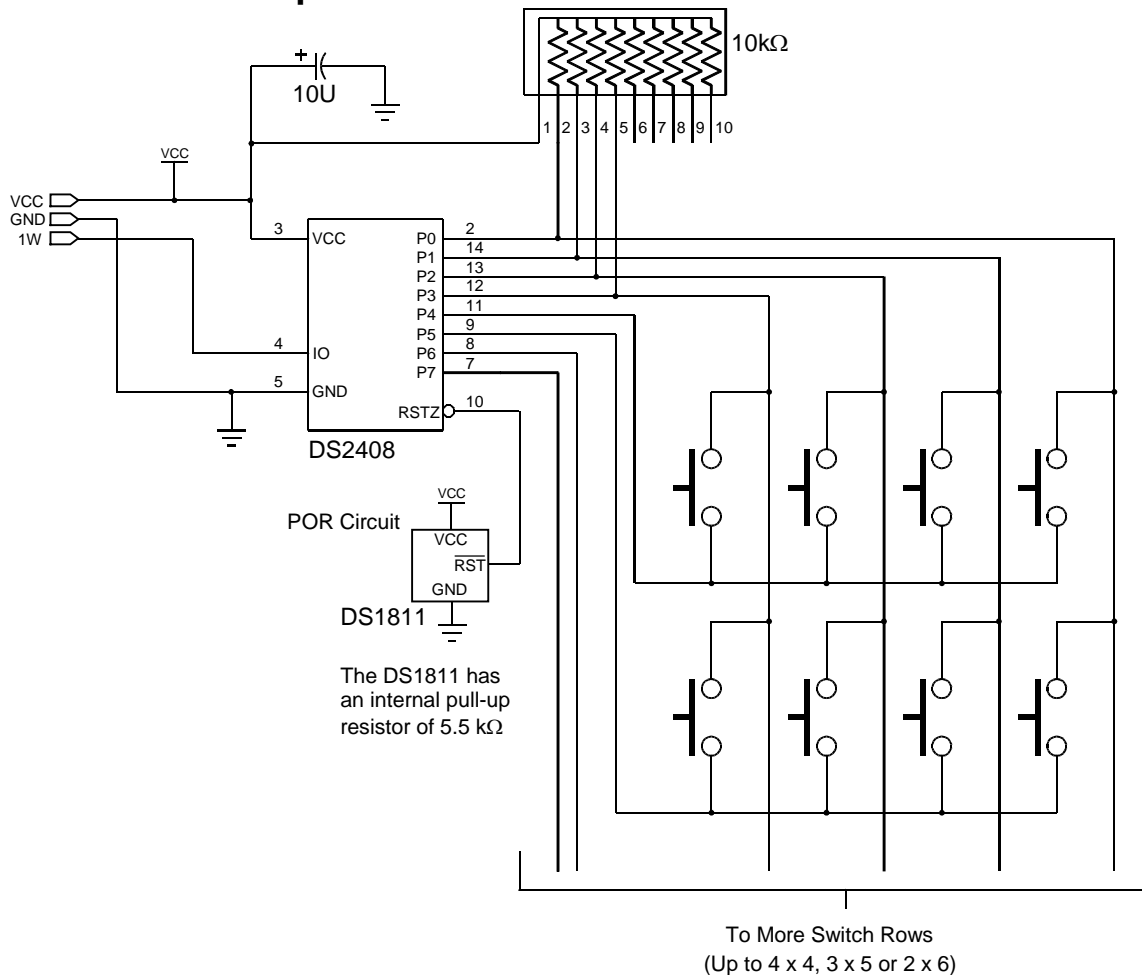 10kΩ
+
10U
1 2 3 4 5 6 7 8 9 10
VCC
VCC
GND
1W
3 VCC
4 IO
5 GND
P0 2
P1 14
P2 13
P3 12
P4 11
P5 9
P6 8
P7 7
RSTZ 10
DS2408
VCC
POR Circuit
VCC
RST
GND
DS1811
The DS1811 has
an internal pull-up
resistor of 5.5 kΩ
To More Switch Rows
(Up to 4 x 4, 3 x 5 or 2 x 6)